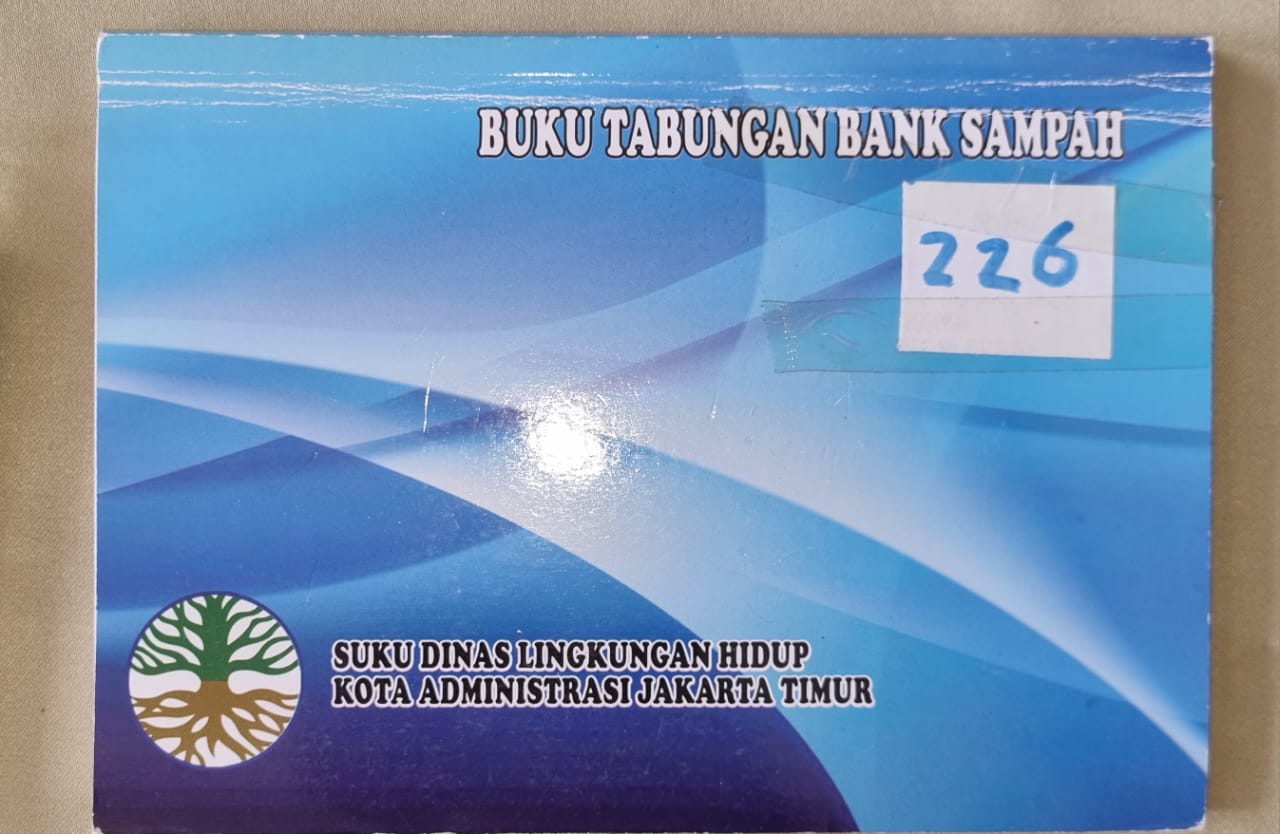 BUKU TABUNGAN BANK SAMPAH
226
SUKU DINAS LINGKUNGAN HIDUP
KOTA ADMINISTRASI JAKARTA TIMUR